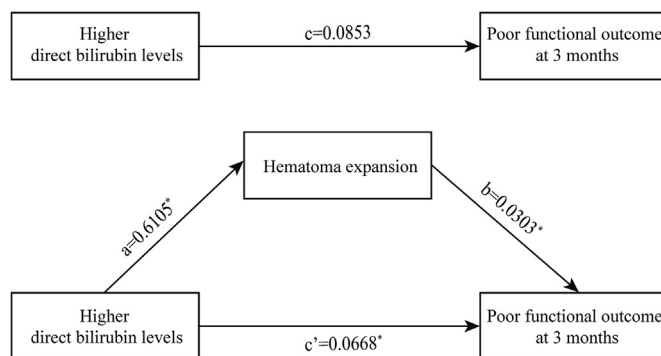 Higher
direct bilirubin levels
c=0.0853
Poor functional outcome
at 3 months
Hematoma expansion
a=0.6105*
b=0.0303*
Higher
direct bilirubin levels
c’=0.0668*
Poor functional outcome
at 3 months